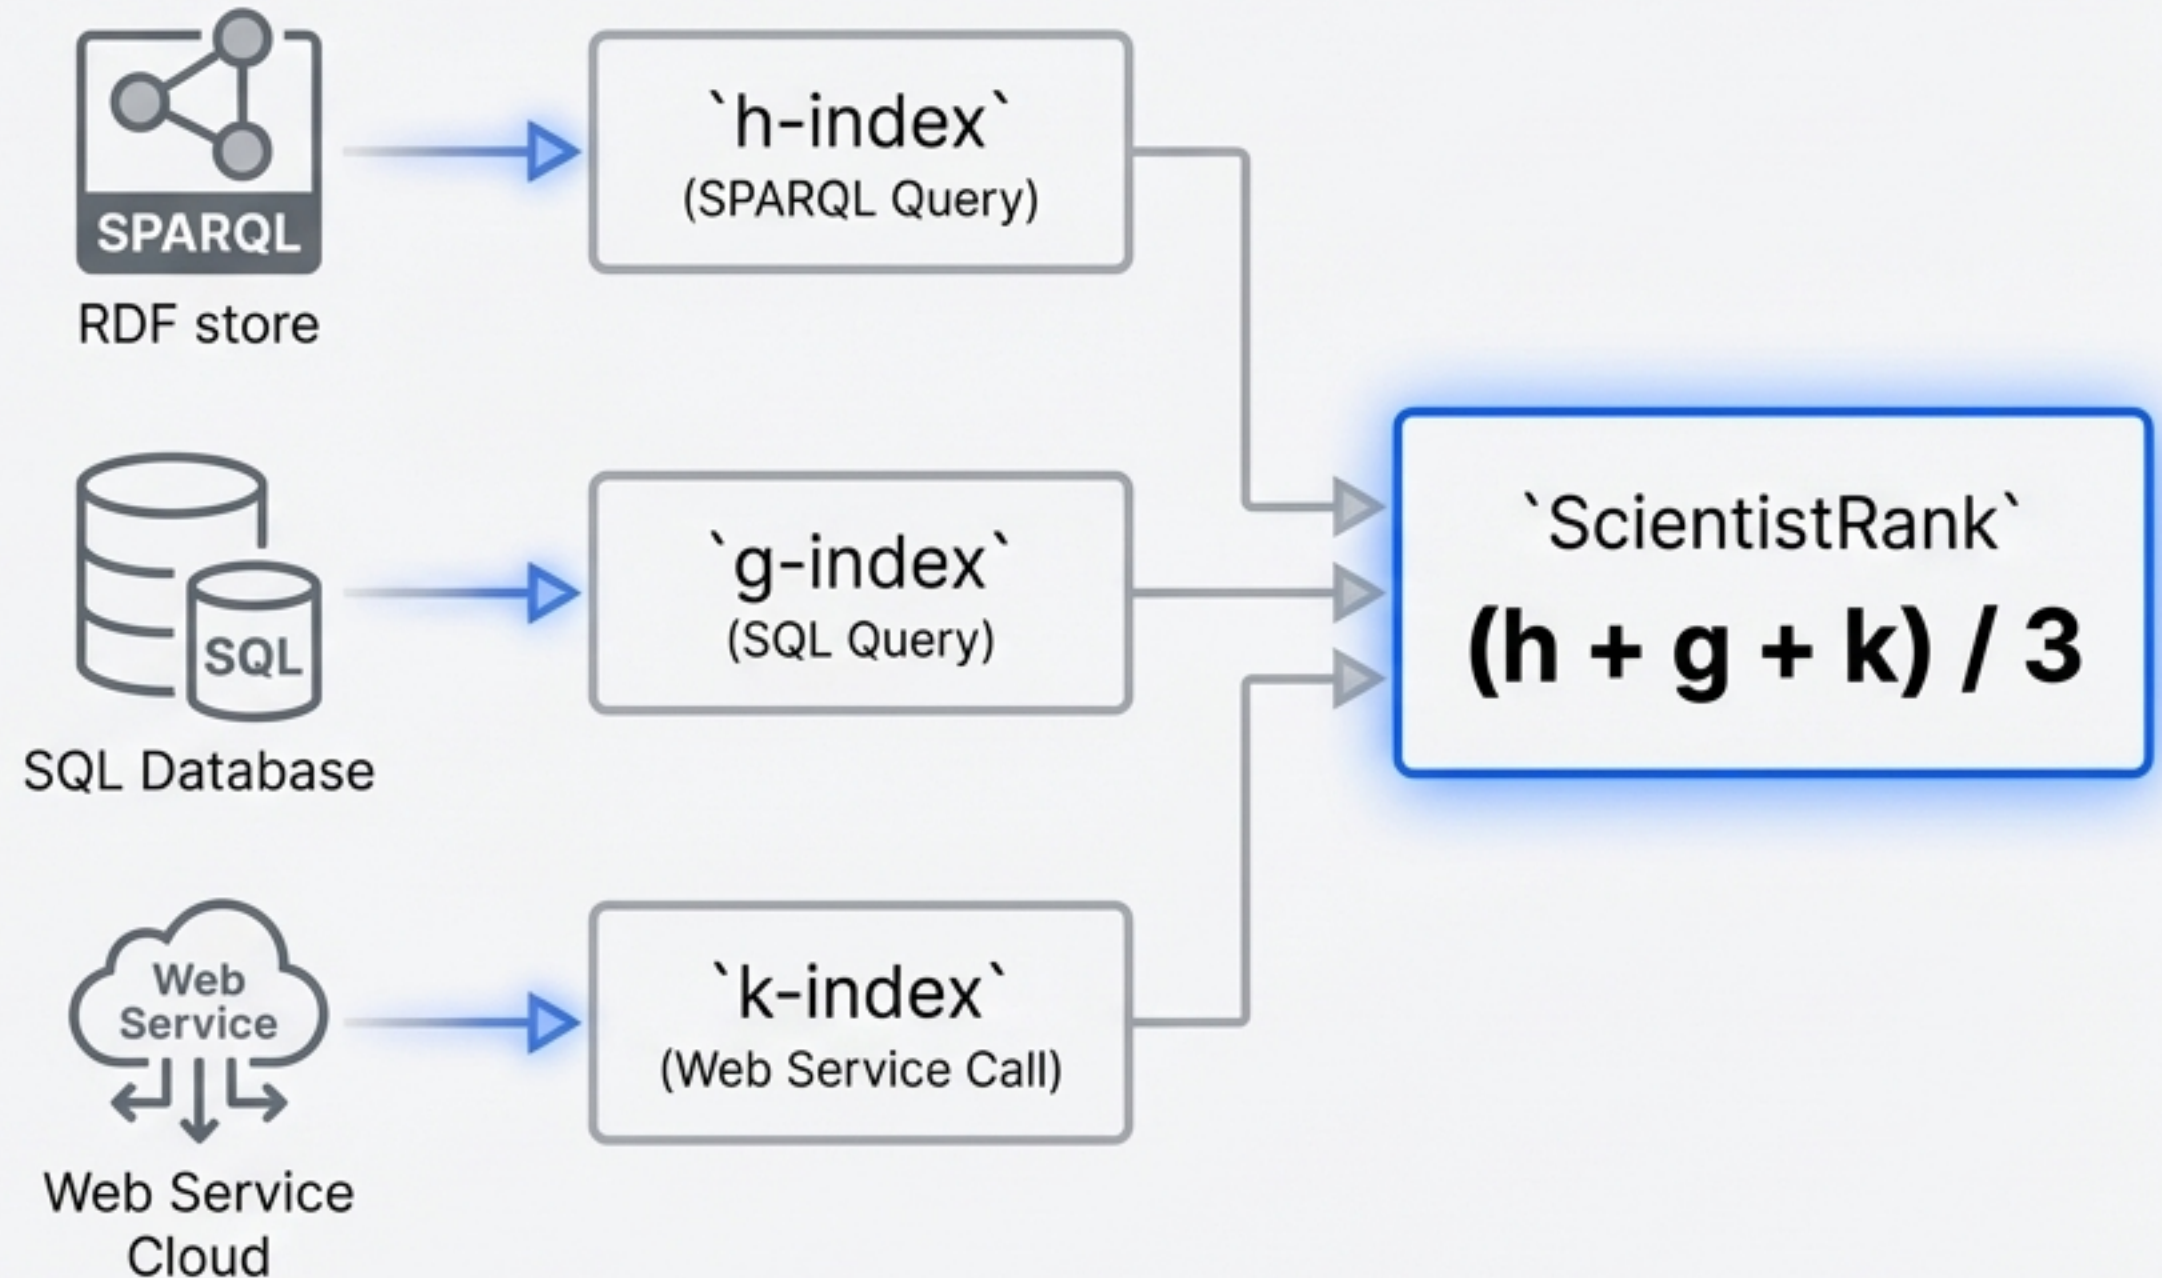 SPARQL
RDF store
`h-index`
(SPARQL Query)
SQL
SQL Database
`g-index`
(SQL Query)
Web
Service
Web Service
Cloud
`k-index`
(Web Service Call)
`ScientistRank`
(h + g + k) / 3